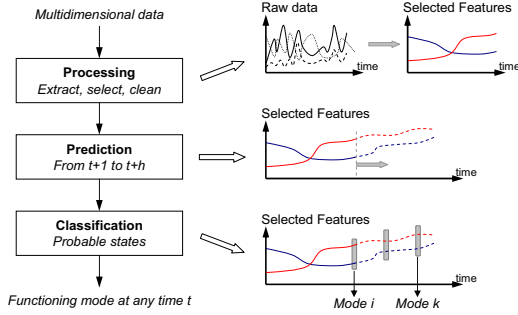 Multidimensional data
Processing
Extract, select, clean
Prediction
From t+1 to t+h
Classification
Probable states
Functioning mode at any time t
Raw data
time
Selected Features
time
Selected Features
time
Selected Features
time
Mode i
Mode k